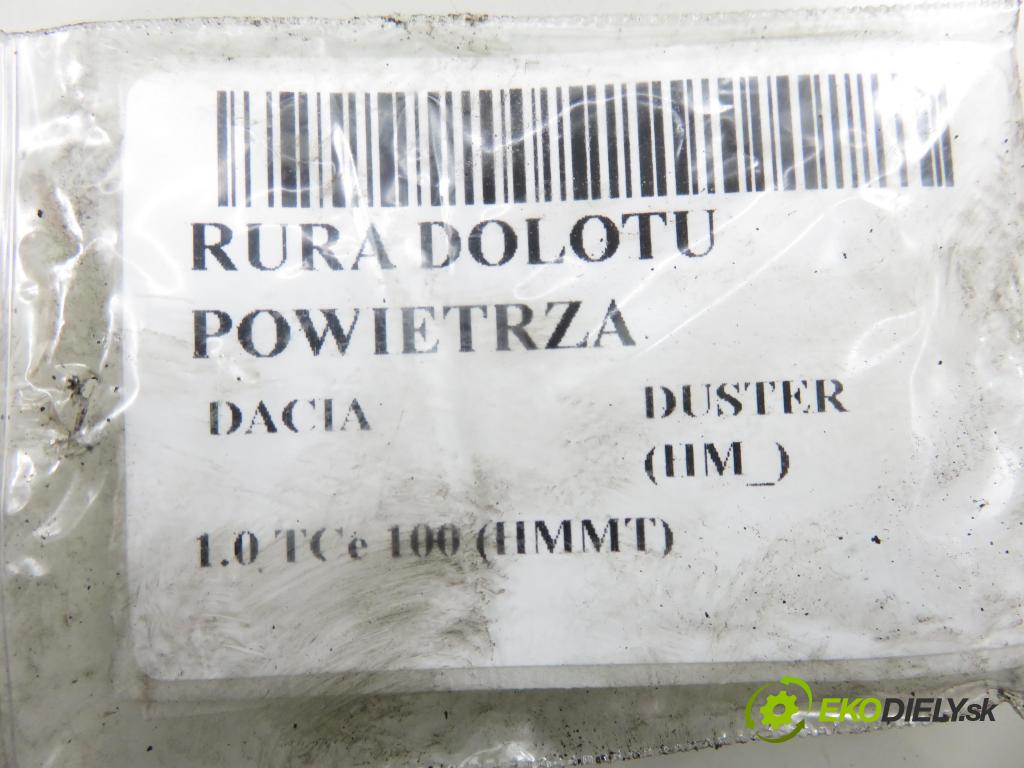 RURA DOLOTU
POWIETRZA
DACIA DUSTER
(HM_)
1.0 TCe 100 (HMMT)
EKODIELY.sk